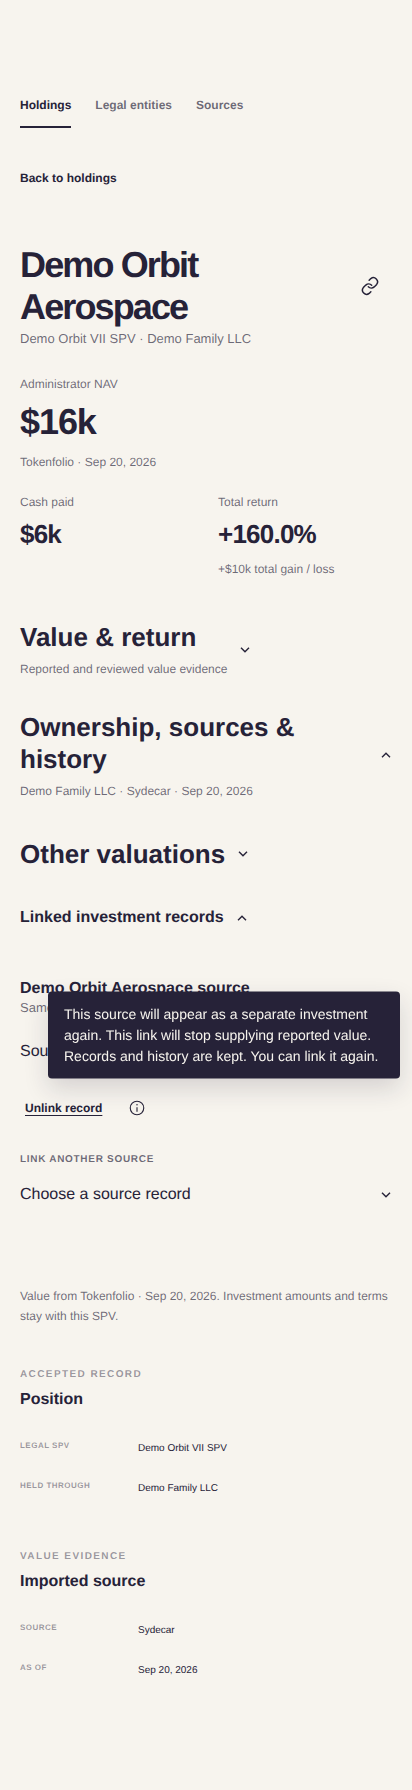 Holdings Legal entities Sources
Back to holdings
Demo Orbit
Aerospace
Demo Orbit VII SPV · Demo Family LLC
Administrator NAV
$16k
Tokenfolio · Sep 20, 2026
Cash paid Total return
$6k +160.0%
+$10k total gain / loss
Value & return
Reported and reviewed value evidence
Ownership, sources &
history
Demo Family LLC · Sydecar · Sep 20, 2026
Other valuations
Linked investment records
Demo Orbit Aerospace source
This source will appear as a separate investment
again. This link will stop supplying reported value.
Records and history are kept. You can link it again.
Unlink record
LINK ANOTHER SOURCE
Choose a source record
Value from Tokenfolio · Sep 20, 2026. Investment amounts and terms
stay with this SPV.
ACCEPTED RECORD
Position
LEGAL SPV Demo Orbit VII SPV
HELD THROUGH Demo Family LLC
VALUE EVIDENCE
Imported source
SOURCE Sydecar
AS OF Sep 20, 2026